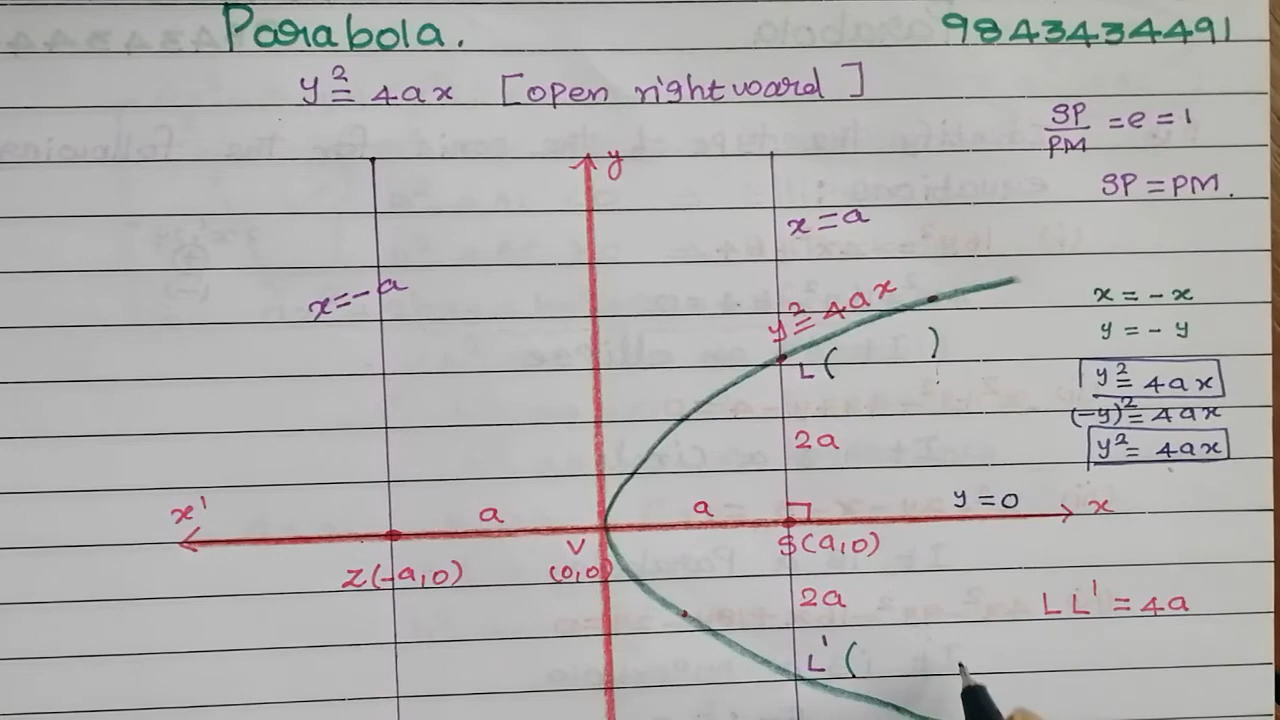 Parabola. 9843434491
y² = 4ax [open rightward]
SP/PM = e = 1
SP = PM.
y
x = a
x = -a
y² = 4ax
x = -x
y = -y
L( )
y² = 4ax
(-y)² = 4ax
2a
y² = 4ax
x' a a y = 0 x
V S(a,0)
Z(-a,0) (0,0)
2a LL' = 4a
L' (